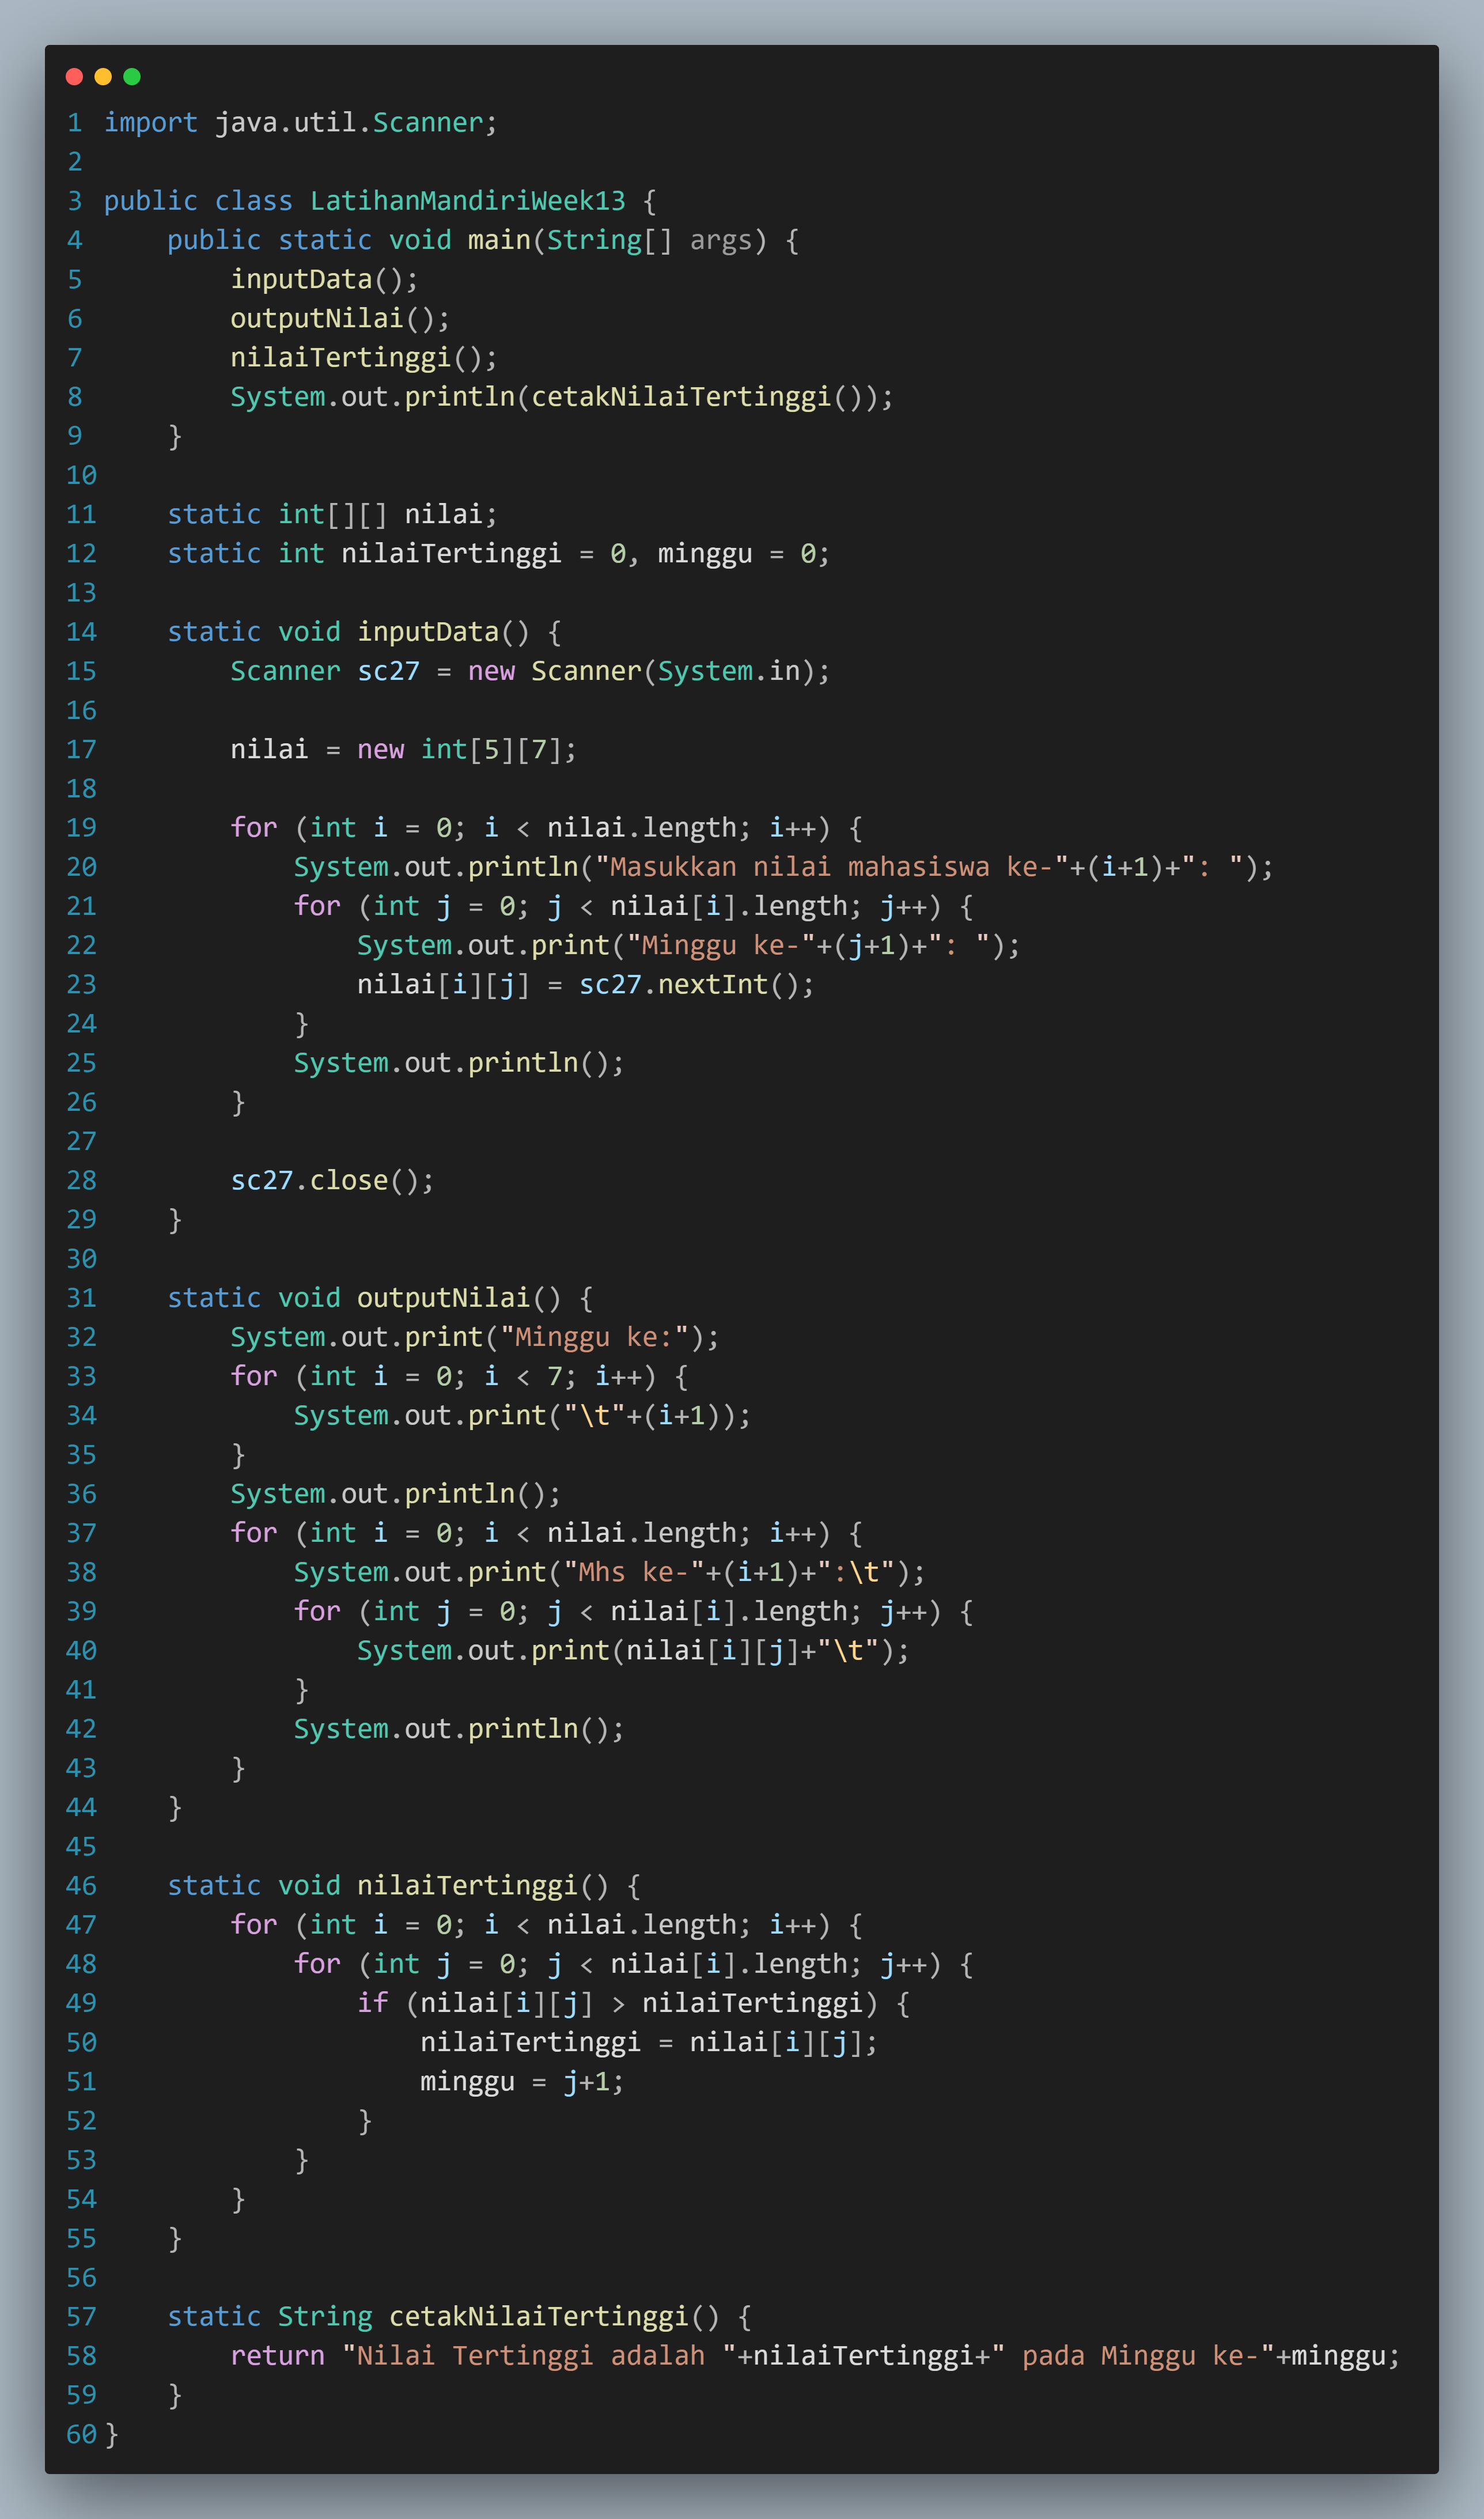 1 import java.util.Scanner;
2
3 public class LatihanMandiriWeek13 {
4     public static void main(String[] args) {
5         inputData();
6         outputNilai();
7         nilaiTertinggi();
8         System.out.println(cetakNilaiTertinggi());
9     }
10
11     static int[][] nilai;
12     static int nilaiTertinggi = 0, minggu = 0;
13
14     static void inputData() {
15         Scanner sc27 = new Scanner(System.in);
16
17         nilai = new int[5][7];
18
19         for (int i = 0; i < nilai.length; i++) {
20             System.out.println("Masukkan nilai mahasiswa ke-"+(i+1)+": ");
21             for (int j = 0; j < nilai[i].length; j++) {
22                 System.out.print("Minggu ke-"+(j+1)+": ");
23                 nilai[i][j] = sc27.nextInt();
24             }
25             System.out.println();
26         }
27
28         sc27.close();
29     }
30
31     static void outputNilai() {
32         System.out.print("Minggu ke:");
33         for (int i = 0; i < 7; i++) {
34             System.out.print("\t"+(i+1));
35         }
36         System.out.println();
37         for (int i = 0; i < nilai.length; i++) {
38             System.out.print("Mhs ke-"+(i+1)+":\t");
39             for (int j = 0; j < nilai[i].length; j++) {
40                 System.out.print(nilai[i][j]+"\t");
41             }
42             System.out.println();
43         }
44     }
45
46     static void nilaiTertinggi() {
47         for (int i = 0; i < nilai.length; i++) {
48             for (int j = 0; j < nilai[i].length; j++) {
49                 if (nilai[i][j] > nilaiTertinggi) {
50                     nilaiTertinggi = nilai[i][j];
51                     minggu = j+1;
52                 }
53             }
54         }
55     }
56
57     static String cetakNilaiTertinggi() {
58         return "Nilai Tertinggi adalah "+nilaiTertinggi+" pada Minggu ke-"+minggu;
59     }
60 }